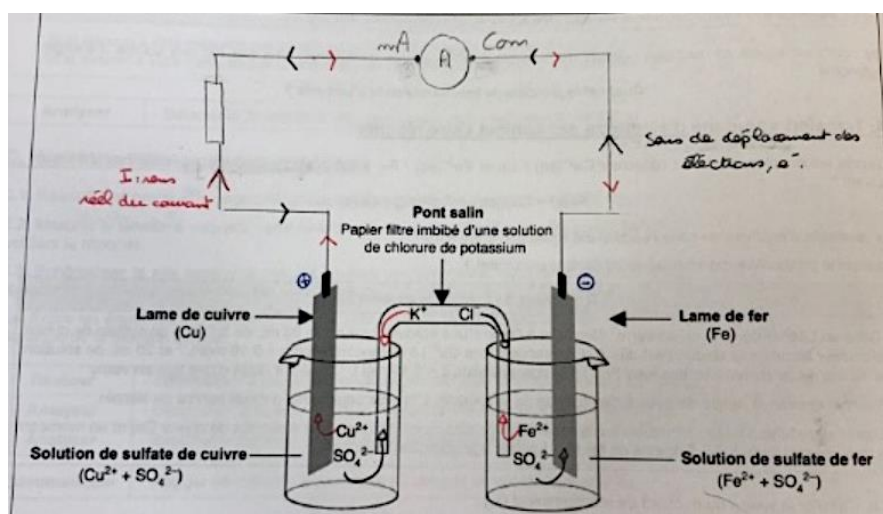 mA
A
Com
Sens de déplacement des
électrons, e⁻.
I: sens
réel du courant
Pont salin
Papier filtre imbibé d'une solution
de chlorure de potassium
⊕
⊖
Lame de cuivre
(Cu)
K⁺
Cl⁻
Lame de fer
(Fe)
Cu²⁺
SO₄²⁻
Fe²⁺
SO₄²⁻
Solution de sulfate de cuivre
(Cu²⁺ + SO₄²⁻)
Solution de sulfate de fer
(Fe²⁺ + SO₄²⁻)